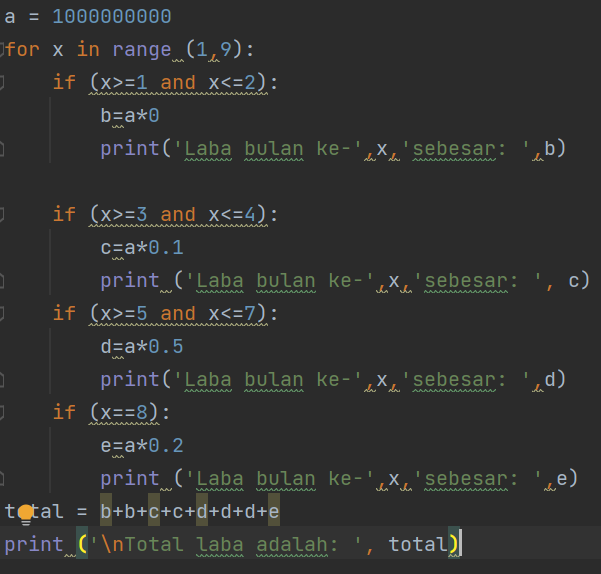 a = 1000000000
for x in range (1,9):
    if (x>=1 and x<=2):
        b=a*0
        print('Laba bulan ke-',x,'sebesar: ',b)

    if (x>=3 and x<=4):
        c=a*0.1
        print ('Laba bulan ke-',x,'sebesar: ', c)
    if (x>=5 and x<=7):
        d=a*0.5
        print('Laba bulan ke-',x,'sebesar: ',d)
    if (x==8):
        e=a*0.2
        print ('Laba bulan ke-',x,'sebesar: ',e)
total = b+b+c+c+d+d+d+e
print ('\nTotal laba adalah: ', total)